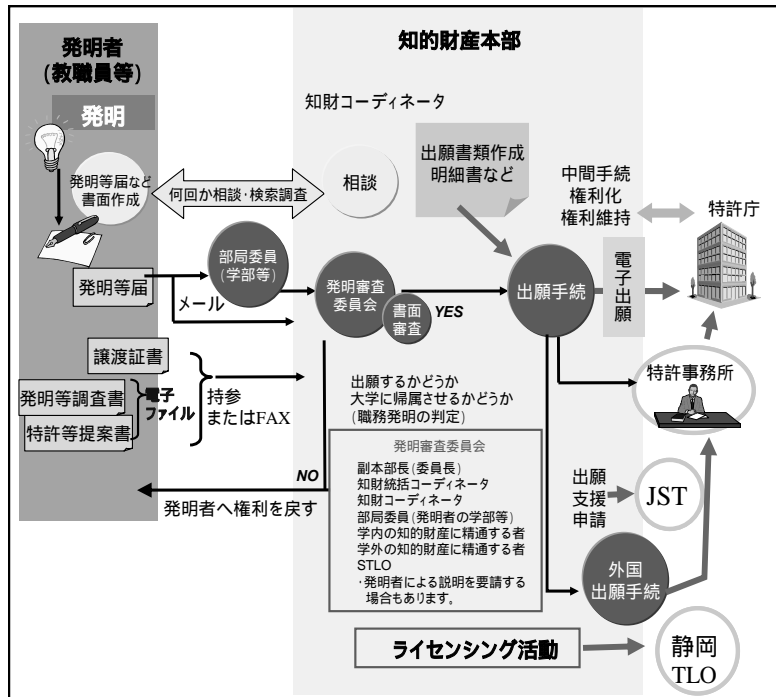 発明者
(教職員等)
発明
発明等届など
書面作成
発明等届
譲渡証書
発明等調査書
特許等提案書
電子
ファイル
メール
持参
またはFAX
何回か相談・検索調査
知的財産本部
知財コーディネータ
相談
出願書類作成
明細書など
中間手続
権利化
権利維持
特許庁
部局委員
(学部等)
発明審査
委員会
書面
審査
YES
出願手続
電子出願
特許事務所
出願するかどうか
大学に帰属させるかどうか
(職務発明の判定)
NO
発明者へ権利を戻す
発明審査委員会
副本部長(委員長)
知財統括コーディネータ
知財コーディネータ
部局委員(発明者の学部等)
学内の知的財産に精通する者
学外の知的財産に精通する者
STLO
・発明者による説明を要請する
場合もあります。
出願
支援
申請
JST
外国
出願手続
ライセンシング活動
静岡
TLO